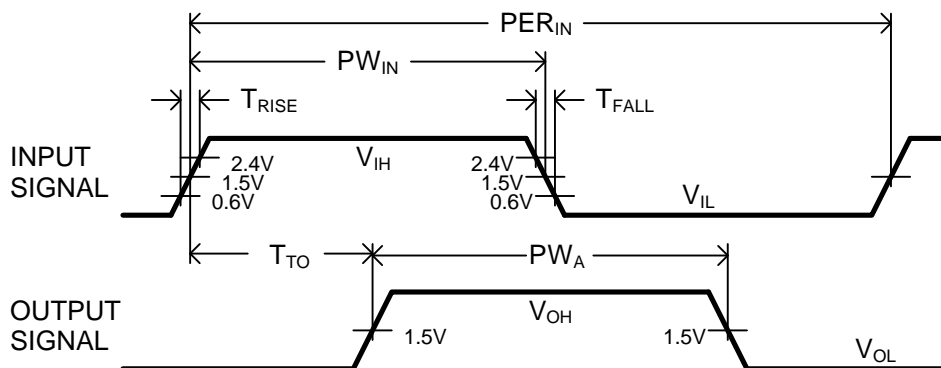 PER_IN
PW_IN
T_RISE
T_FALL
INPUT
SIGNAL
V_IH
2.4V
1.5V
0.6V
2.4V
1.5V
0.6V
V_IL
T_TO
PW_A
OUTPUT
SIGNAL
V_OH
1.5V
1.5V
V_OL